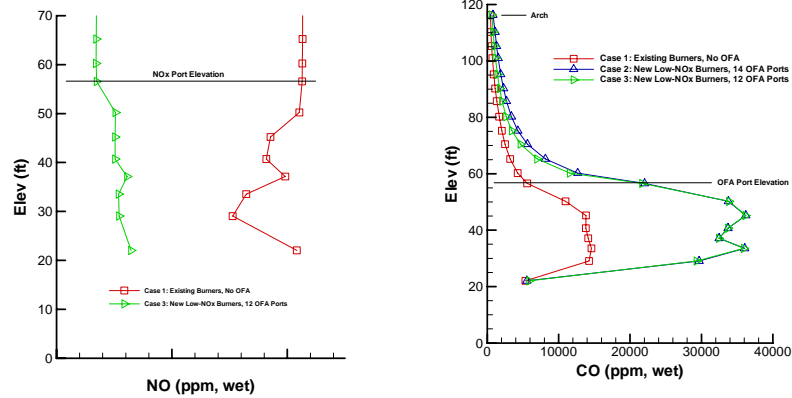 70
60
50
40
30
20
10
0
Elev (ft)
NOx Port Elevation
Case 1: Existing Burners, No OFA
Case 3: New Low-NOx Burners, 12 OFA Ports
NO (ppm, wet)
120
100
80
60
40
20
0
Elev (ft)
Arch
Case 1: Existing Burners, No OFA
Case 2: New Low-NOx Burners, 14 OFA Ports
Case 3: New Low-NOx Burners, 12 OFA Ports
OFA Port Elevation
0 10000 20000 30000 40000
CO (ppm, wet)